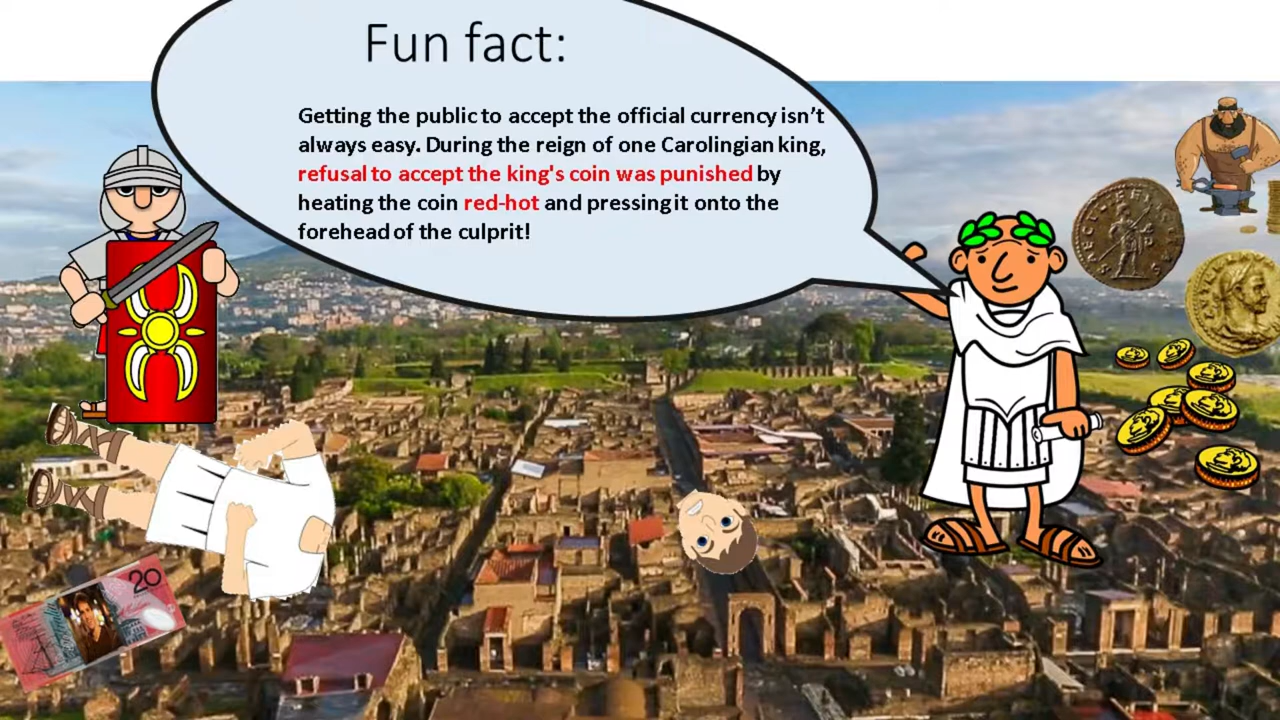 Fun fact:
Getting the public to accept the official currency isn't
always easy. During the reign of one Carolingian king,
refusal to accept the king's coin was punished by
heating the coin red-hot and pressing it onto the
forehead of the culprit!
20